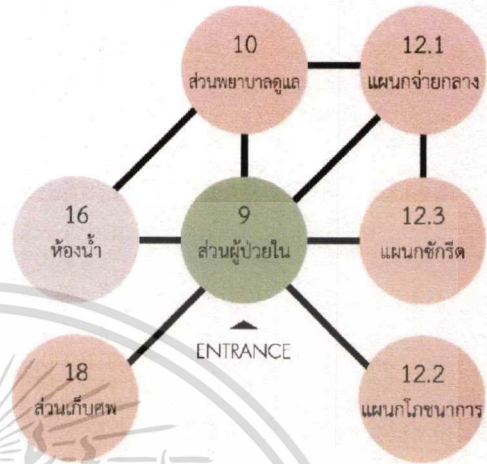 10
ส่วนพยาบาลดูแล
12.1
แผนกจ่ายกลาง
16
ห้องน้ำ
9
ส่วนผู้ป่วยใน
12.3
แผนกซักรีด
ENTRANCE
18
ส่วนเก็บศพ
12.2
แผนกโภชนาการ